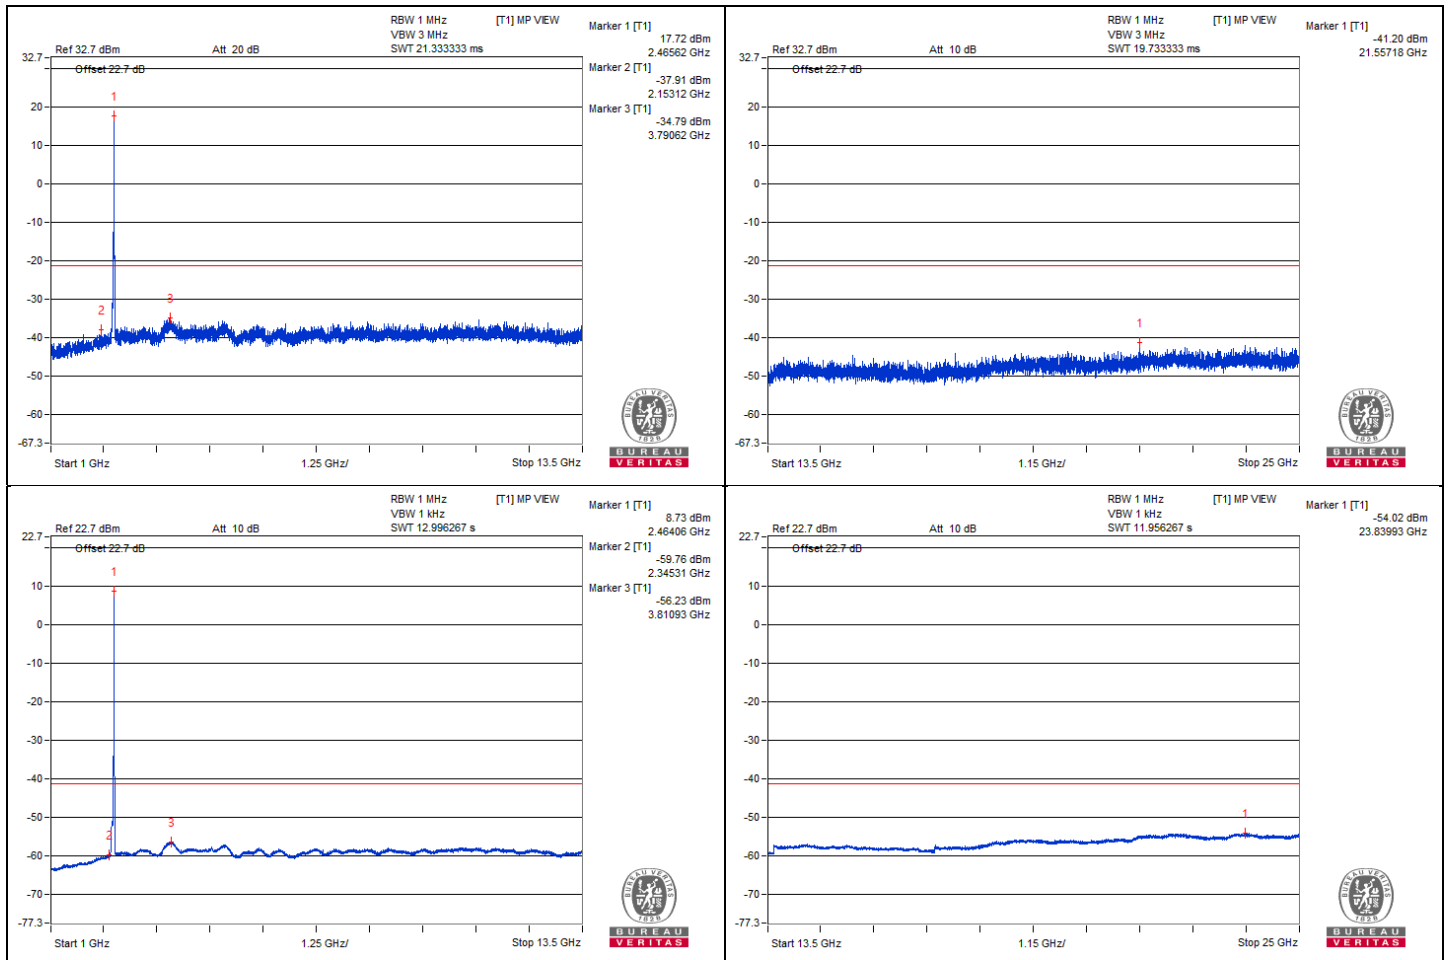 RBW 1 MHz [T1] MP VIEW
VBW 3 MHz
Ref 32.7 dBm Att 20 dB SWT 21.333333 ms
Marker 1 [T1]
17.72 dBm
2.46562 GHz
Marker 2 [T1]
-37.91 dBm
2.15312 GHz
Marker 3 [T1]
-34.79 dBm
3.79062 GHz
32.7
Offset 22.7 dB
20
10
0
-10
-20
-30
-40
-50
-60
-67.3
1
2
3
Start 1 GHz 1.25 GHz/ Stop 13.5 GHz
BUREAU VERITAS
1828
BUREAU
VERITAS
RBW 1 MHz [T1] MP VIEW
VBW 3 MHz
Ref 32.7 dBm Att 10 dB SWT 19.733333 ms
Marker 1 [T1]
-41.20 dBm
21.55718 GHz
32.7
Offset 22.7 dB
20
10
0
-10
-20
-30
-40
-50
-60
-67.3
1
Start 13.5 GHz 1.15 GHz/ Stop 25 GHz
BUREAU VERITAS
1828
BUREAU
VERITAS
RBW 1 MHz [T1] MP VIEW
VBW 1 kHz
Ref 22.7 dBm Att 10 dB SWT 12.996267 s
Marker 1 [T1]
8.73 dBm
2.46406 GHz
Marker 2 [T1]
-59.76 dBm
2.34531 GHz
Marker 3 [T1]
-56.23 dBm
3.81093 GHz
22.7
Offset 22.7 dB
10
0
-10
-20
-30
-40
-50
-60
-70
-77.3
1
2
3
Start 1 GHz 1.25 GHz/ Stop 13.5 GHz
BUREAU VERITAS
1828
BUREAU
VERITAS
RBW 1 MHz [T1] MP VIEW
VBW 1 kHz
Ref 22.7 dBm Att 10 dB SWT 11.956267 s
Marker 1 [T1]
-54.02 dBm
23.83993 GHz
22.7
Offset 22.7 dB
10
0
-10
-20
-30
-40
-50
-60
-70
-77.3
1
Start 13.5 GHz 1.15 GHz/ Stop 25 GHz
BUREAU VERITAS
1828
BUREAU
VERITAS